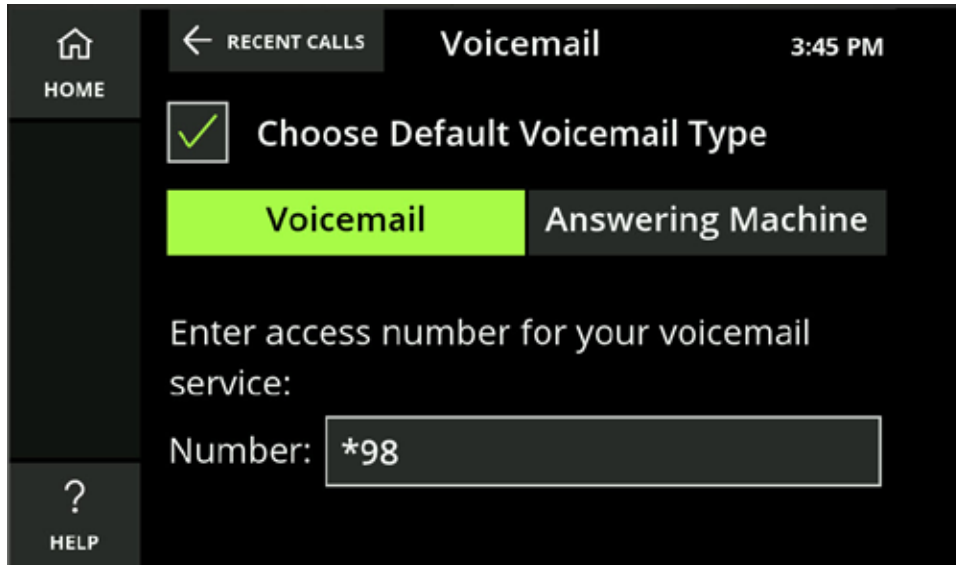 HOME
RECENT CALLS
Voicemail
3:45 PM
Choose Default Voicemail Type
Voicemail
Answering Machine
Enter access number for your voicemail
service:
Number: *98
?
HELP